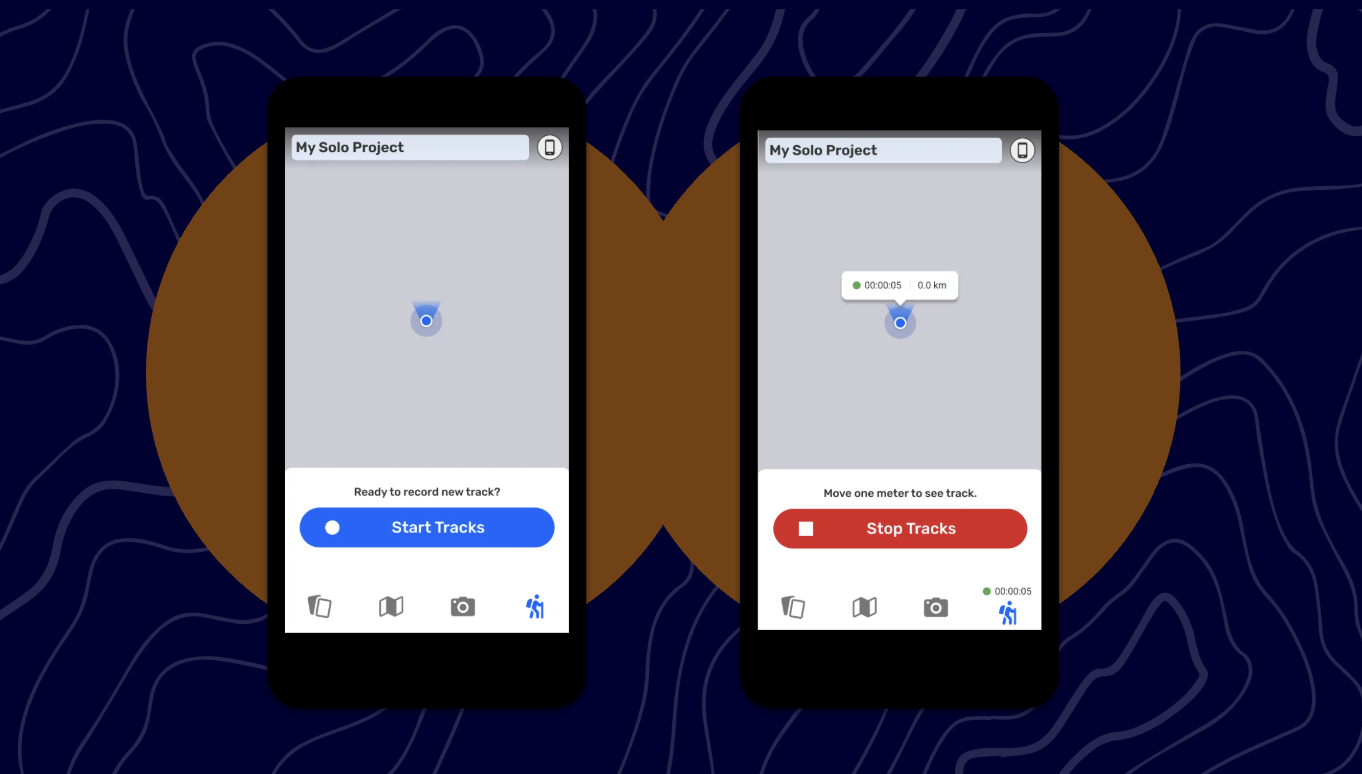 My Solo Project
Ready to record new track?
Start Tracks
My Solo Project
00:00:05 0.0 km
Move one meter to see track.
Stop Tracks
00:00:05